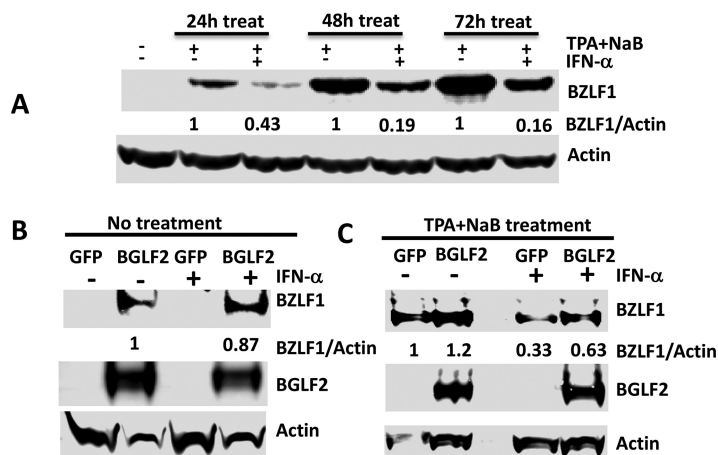 24h treat 48h treat 72h treat
- + + + + + + TPA+NaB
- - + - + - + IFN-α
BZLF1
A
1 0.43 1 0.19 1 0.16 BZLF1/Actin
Actin
B
No treatment
GFP BGLF2 GFP BGLF2
- - + + IFN-α
BZLF1
1 0.87 BZLF1/Actin
BGLF2
Actin
C
TPA+NaB treatment
GFP BGLF2 GFP BGLF2
- - + + IFN-α
BZLF1
1 1.2 0.33 0.63 BZLF1/Actin
BGLF2
Actin